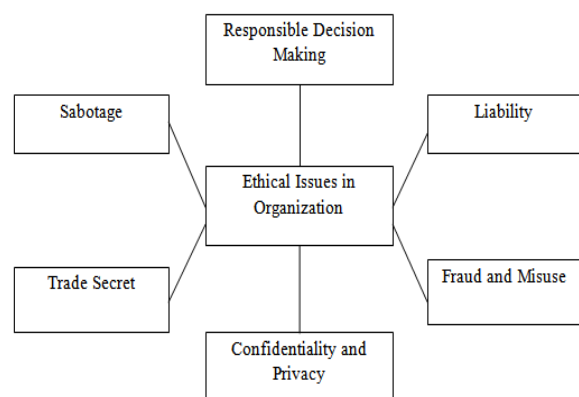 Responsible Decision
Making
Sabotage
Liability
Ethical Issues in
Organization
Trade Secret
Fraud and Misuse
Confidentiality and
Privacy